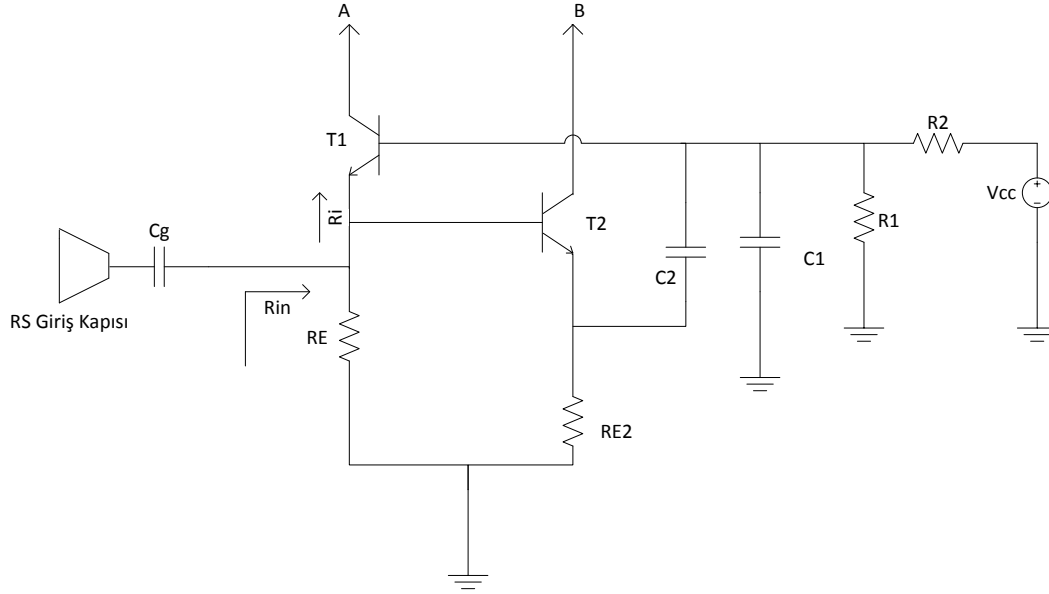 A
B
T1
R2
Vcc
Ri
T2
R1
Cg
C2
C1
RS Giriş Kapısı
Rin
RE
RE2